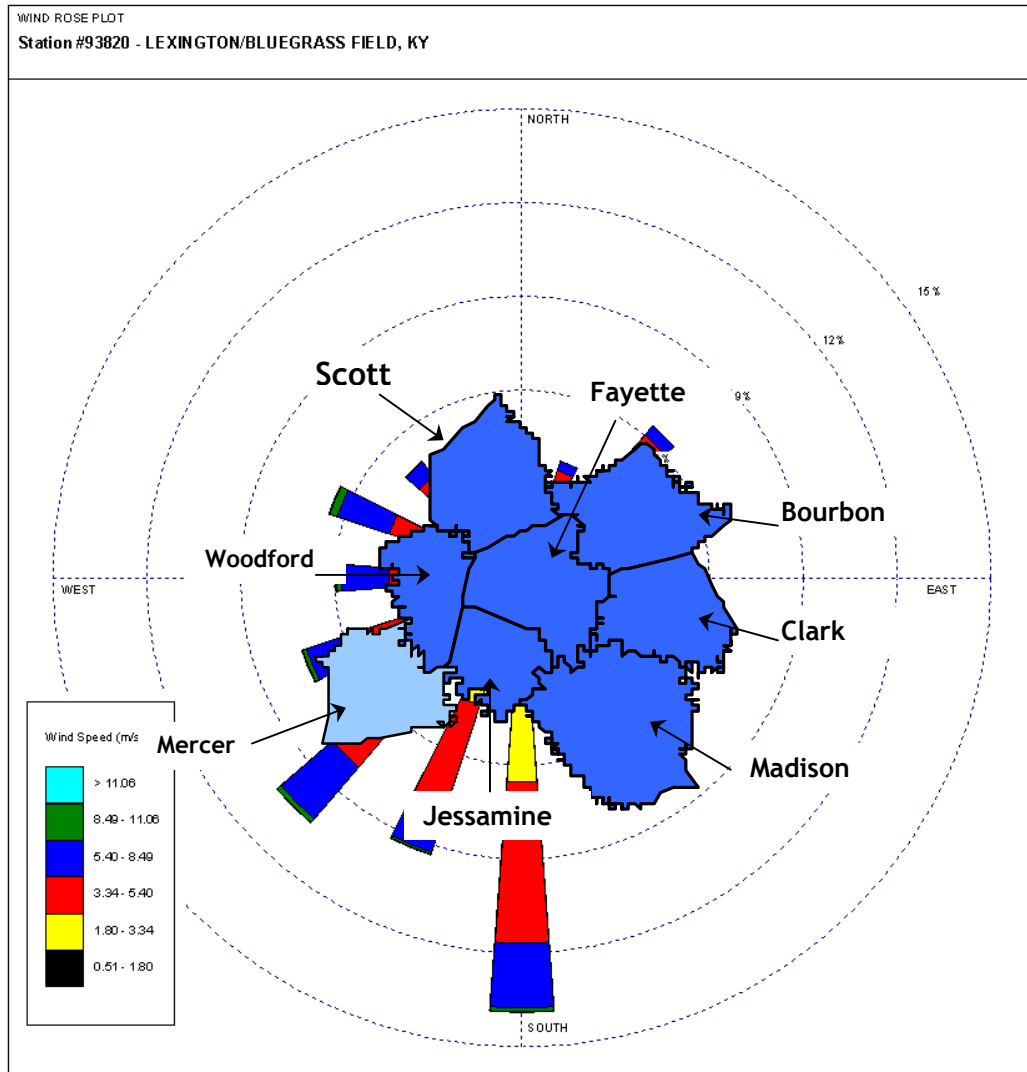 WIND ROSE PLOT
Station #93820 - LEXINGTON/BLUEGRASS FIELD, KY
NORTH
15 %
12 %
Scott
Fayette
9%
%
Bourbon
Woodford
WEST
EAST
Clark
Wind Speed (m/s
Mercer
> 11.06
Madison
8.49 - 11.06
Jessamine
5.40 - 8.49
3.34 - 5.40
1.80 - 3.34
0.51 - 1.80
SOUTH